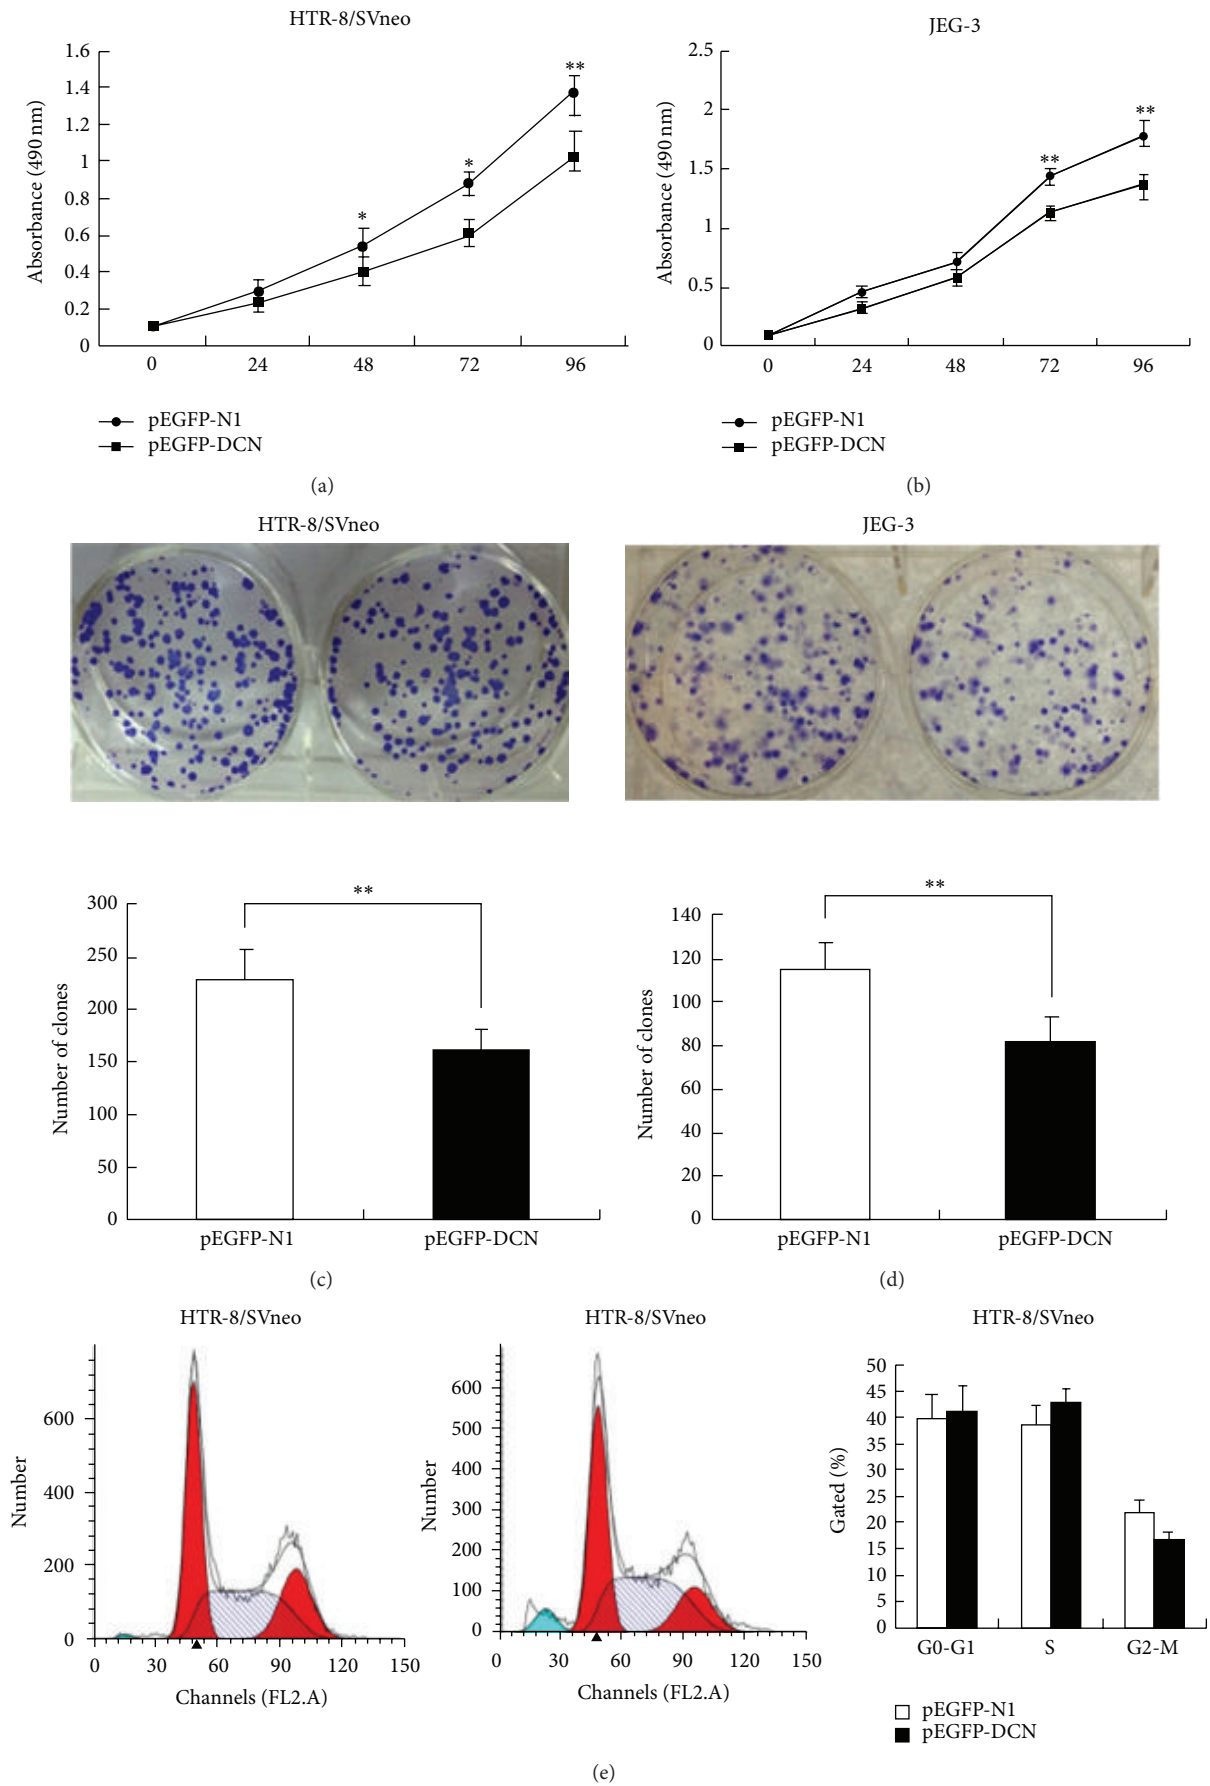 HTR-8/SVneo
1.6
1.4
1.2
1
0.8
0.6
0.4
0.2
0
Absorbance (490 nm)
*
*
**
0 24 48 72 96
pEGFP-N1
pEGFP-DCN
(a)
JEG-3
2.5
2
1.5
1
0.5
0
Absorbance (490 nm)
**
**
0 24 48 72 96
pEGFP-N1
pEGFP-DCN
(b)
HTR-8/SVneo
300
250
200
150
100
50
0
Number of clones
**
pEGFP-N1 pEGFP-DCN
(c)
JEG-3
140
120
100
80
60
40
20
0
Number of clones
**
pEGFP-N1 pEGFP-DCN
(d)
HTR-8/SVneo
600
400
200
0
Number
0 30 60 90 120 150
Channels (FL2.A)
HTR-8/SVneo
600
500
400
300
200
100
0
Number
0 30 60 90 120 150
Channels (FL2.A)
HTR-8/SVneo
50
45
40
35
30
25
20
15
10
5
0
Gated (%)
G0-G1 S G2-M
pEGFP-N1
pEGFP-DCN
(e)